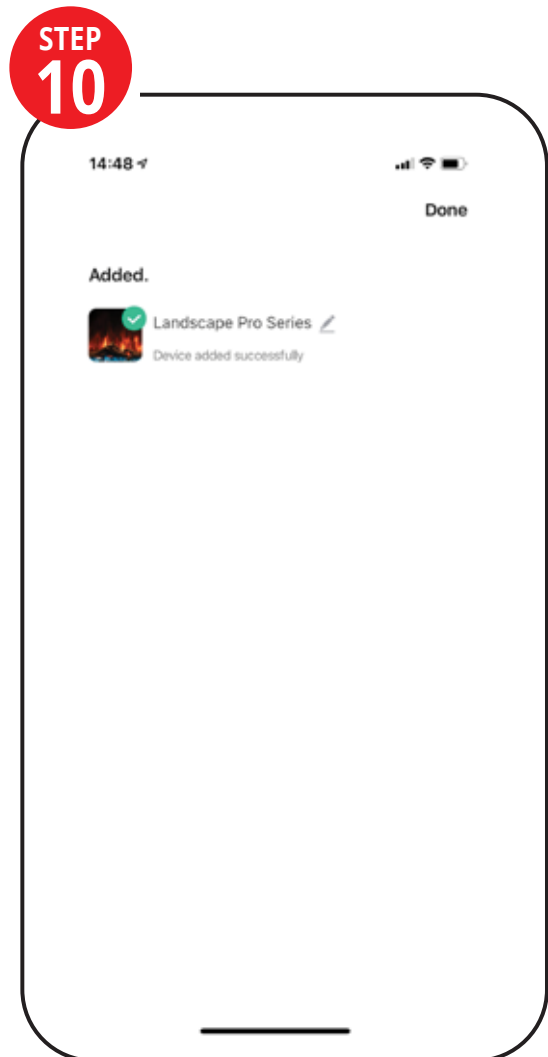 STEP
10
14:48
Done
Added.
Landscape Pro Series
Device added successfully